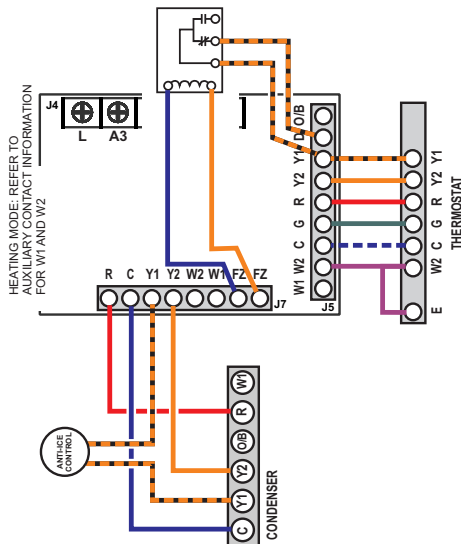 J4
L A3
HEATING MODE: REFER TO
AUXILIARY CONTACT INFORMATION
FOR W1 AND W2
O/B
D
Y1
Y2
R
G
C
W2
W1
J5
Y1
Y2
R
G
C
W2
E
THERMOSTAT
R C Y1 Y2 W2 W1 FZ FZ
J7
ANTI-ICE
CONTROL
W1
R
O/B
Y2
Y1
C
CONDENSER